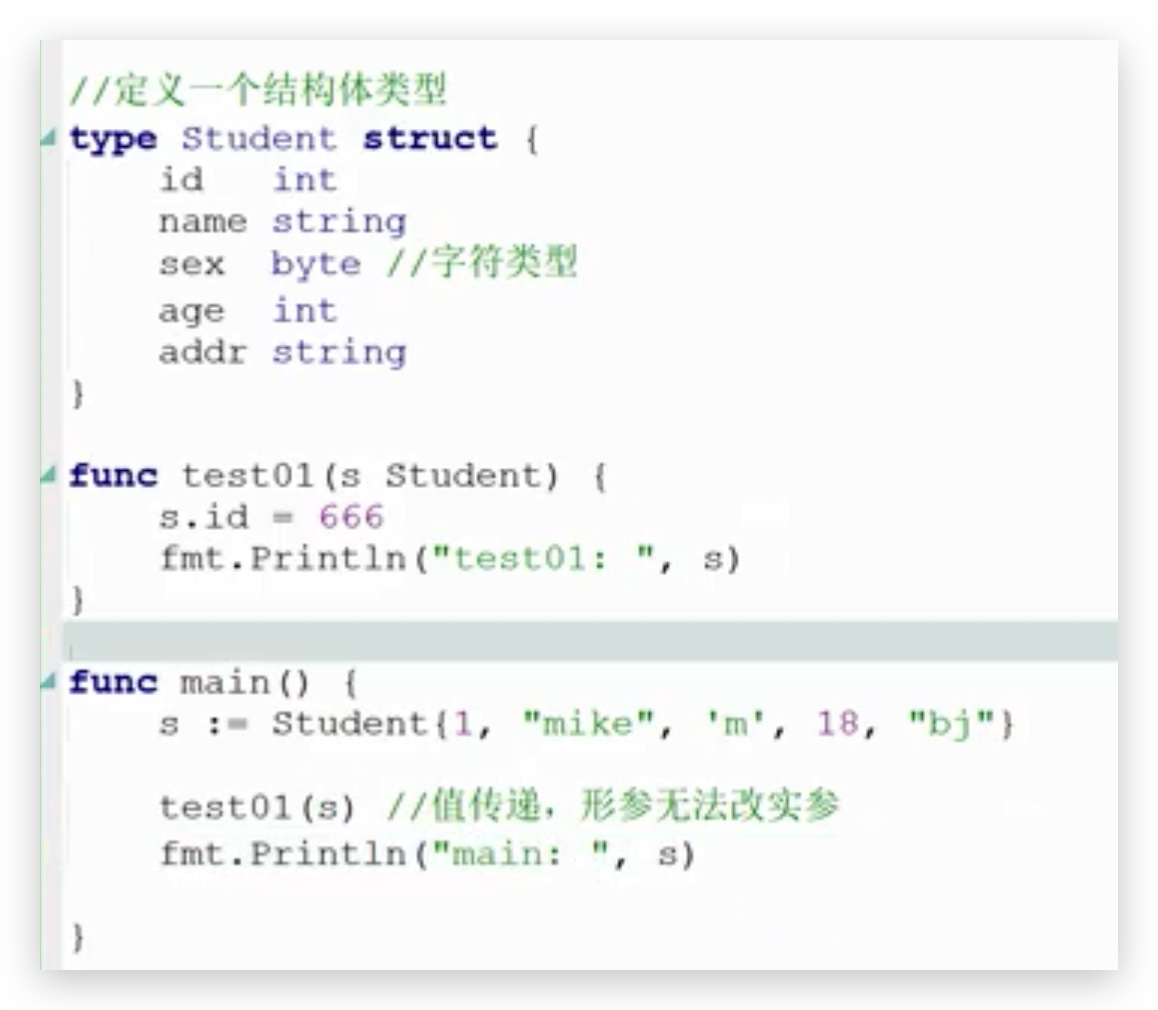 //定义一个结构体类型
type Student struct {
    id   int
    name string
    sex  byte //字符类型
    age  int
    addr string
}
func test01(s Student) {
    s.id = 666
    fmt.Println("test01: ", s)
}
func main() {
    s := Student{1, "mike", 'm', 18, "bj"}
    test01(s) //值传递，形参无法改实参
    fmt.Println("main: ", s)
}